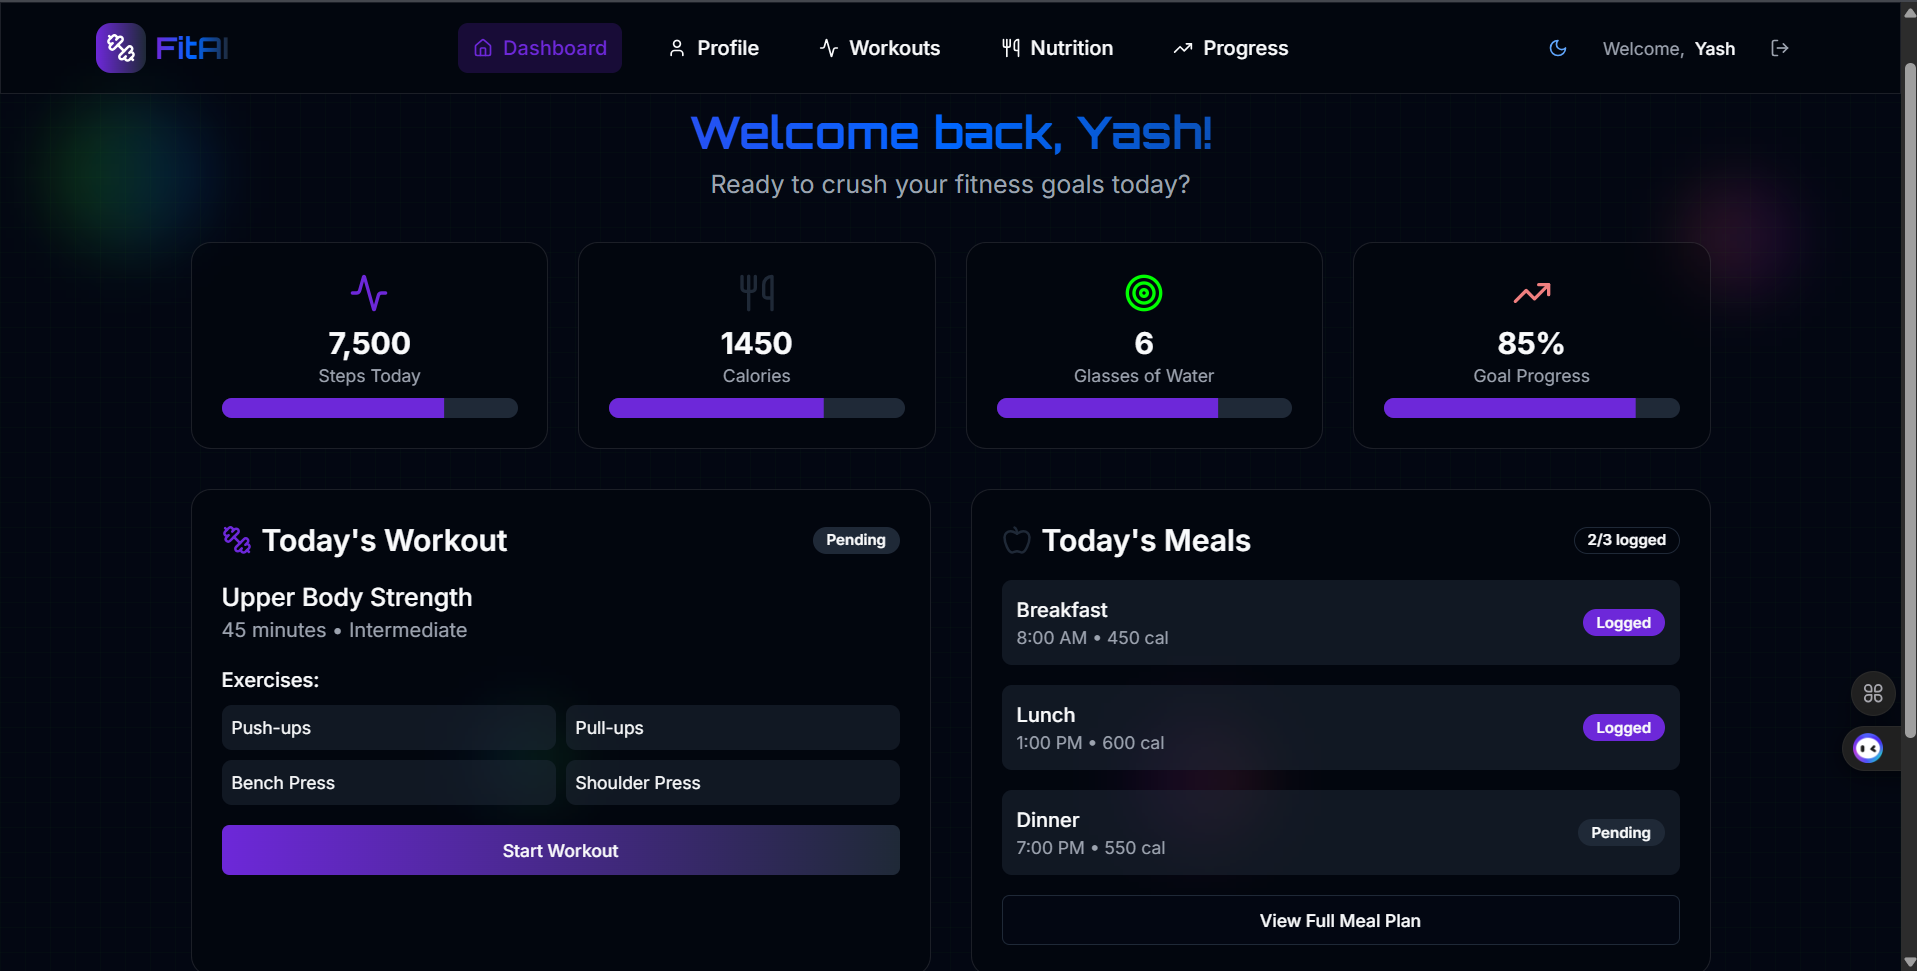 FitAI
Dashboard
Profile
Workouts
Nutrition
Progress
Welcome, Yash
Welcome back, Yash!
Ready to crush your fitness goals today?
7,500
Steps Today
1450
Calories
6
Glasses of Water
85%
Goal Progress
Today's Workout
Pending
Upper Body Strength
45 minutes • Intermediate
Exercises:
Push-ups
Pull-ups
Bench Press
Shoulder Press
Start Workout
Today's Meals
2/3 logged
Breakfast
8:00 AM • 450 cal
Logged
Lunch
1:00 PM • 600 cal
Logged
Dinner
7:00 PM • 550 cal
Pending
View Full Meal Plan